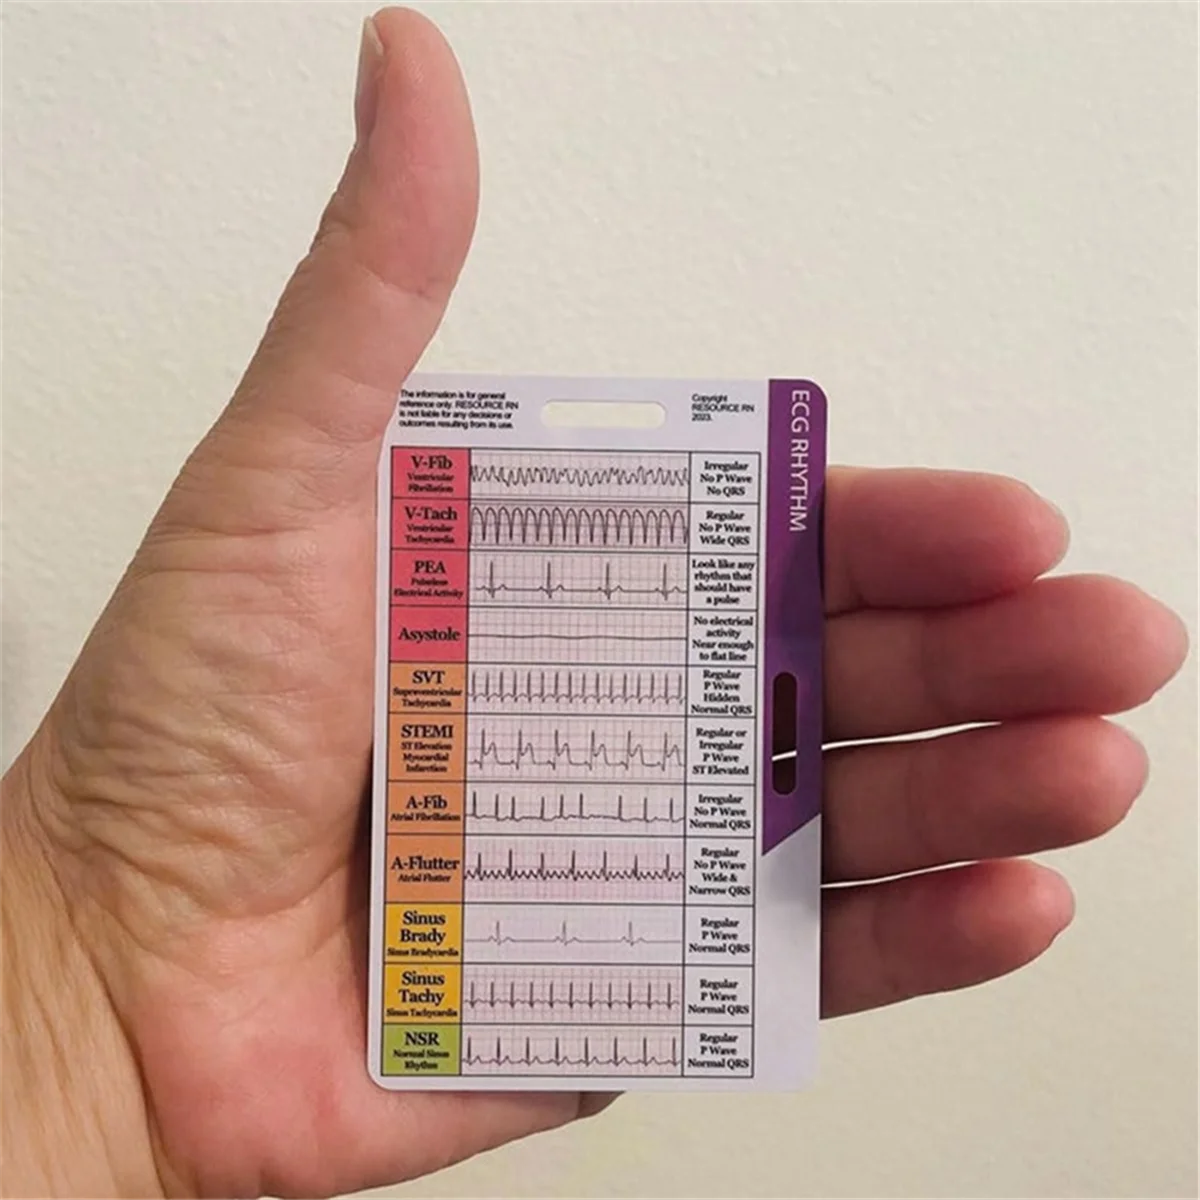 The information is for general
reference only. RESOURCE RN
is not liable for any decisions or
outcomes resulting from its use.
Copyright
RESOURCE RN
2023.
ECG RHYTHM
V-Fib
Ventricular
Fibrillation
Irregular
No P Wave
No QRS
V-Tach
Ventricular
Tachycardia
Regular
No P Wave
Wide QRS
PEA
Pulseless
Electrical Activity
Look like any
rhythm that
should have
a pulse
Asystole
No electrical
activity
Near enough
to flat line
SVT
Supraventricular
Tachycardia
Regular
P Wave
Hidden
Normal QRS
STEMI
ST Elevation
Myocardial
Infarction
Regular or
Irregular
P Wave
ST Elevated
A-Fib
Atrial Fibrillation
Irregular
No P Wave
Normal QRS
A-Flutter
Atrial Flutter
Regular
No P Wave
Wide &
Narrow QRS
Sinus
Brady
Sinus Bradycardia
Regular
P Wave
Normal QRS
Sinus
Tachy
Sinus Tachycardia
Regular
P Wave
Normal QRS
NSR
Normal Sinus
Rhythm
Regular
P Wave
Normal QRS